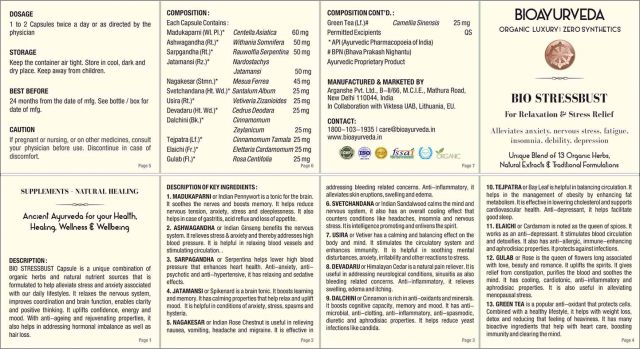 DOSAGE
1 to 2 Capsules twice a day or as directed by the
physician
STORAGE
Keep the container air tight. Store in cool, dark and
dry place. Keep away from children.
BEST BEFORE
24 months from the date of mfg. See bottle / box for
date of mfg.
CAUTION
If pregnant or nursing, or on other medicines, consult
your physician before use. Discontinue in case of
discomfort.
Page 5
COMPOSITION :
Each Capsule Contains :
Madukaparni (Wl. Pl.)* Centella Asiatica 60 mg
Ashwagandha (Rt.)* Withania Somnifera 50 mg
Sarpgandha (Rt.)* Rauwolfia Serpentina 50 mg
Jatamansi (Rz.)* Nardostachys
Jatamansi 50 mg
Nagakesar (Stmn.)* Mesua Ferrea 45 mg
Svetchandana (Ht. Wd.)* Santalum Album 25 mg
Usira (Rt.)* Vetiveria Zizanioides 25 mg
Devadaru (Ht. Wd.)* Cedrus Deodara 25 mg
Dalchini (Bk.)* Cinnamomum
Zeylanicum 25 mg
Tejpatra (Lf.)* Cinnamomum Tamala 25 mg
Elaichi (Fr.)* Elettaria Cardamomum 25 mg
Gulab (Fl.)* Rosa Centifolia 25 mg
Page 6
COMPOSITION CONT'D. :
Green Tea (Lf.)# Camellia Sinensis 25 mg
Permitted Excipients QS
* API (Ayurvedic Pharmacopoeia of India)
# BPN (Bhava Prakash Nighantu)
Ayurvedic Proprietary Product
MANUFACTURED & MARKETED BY
Arganshe Pvt. Ltd., B-II/66, M.C.I.E., Mathura Road,
New Delhi 110044, India
In Collaboration with Vistesa UAB, Lithuania, EU.
CONTACT:
1800-103-1935 I care@bioayurveda.in
www.bioayurveda.in
fssai
ORGANIC
Page 7
BIOAYURVEDA
ORGANIC LUXURY | ZERO SYNTHETICS
BIO STRESSBUST
For Relaxation & Stress Relief
Alleviates anxiety, nervous stress, fatigue,
insomnia, debility, depression
Unique Blend of 13 Organic Herbs,
Natural Extracts & Traditional Formulations
SUPPLEMENTS - NATURAL HEALING
Ancient Ayurveda for your Health,
Healing, Wellness & Wellbeing
DESCRIPTION :
BIO STRESSBUST Capsule is a unique combination of
organic herbs and natural nutrient sources that is
formulated to help alleviate stress and anxiety associated
with our daily lifestyles. It relaxes the nervous system,
improves coordination and brain function, enables clarity
and positive thinking. It uplifts confidence, energy and
mood. With anti-ageing and rejuvenating properties, it
also helps in addressing hormonal imbalance as well as
hair loss.
Page 1
DESCRIPTION OF KEY INGREDIENTS :
1. MADUKAPARNI or Indian Pennywort is a tonic for the brain.
It soothes the nerves and boosts memory. It helps reduce
nervous tension, anxiety, stress and sleeplessness. It also
helps in case of gastritis, acid reflux and loss of appetite.
2. ASHWAGANDHA or Indian Ginseng benefits the nervous
system. It relieves stress & anxiety and thereby addresses high
blood pressure. It is helpful in relaxing blood vessels and
stimulating circulation.
3. SARPAGANDHA or Serpentina helps lower high blood
pressure that enhances heart health. Anti-anxiety, anti-
psychotic and anti-hypertensive, it has relaxing and sedative
effects.
4. JATAMANSI or Spikenard is a brain tonic. It boosts learning
and memory. It has calming properties that help relax and uplift
mood. It is helpful in conditions of anxiety, stress, spasms and
hysteria.
5. NAGAKESAR or Indian Rose Chestnut is useful in relieving
nausea, vomiting, headache and migraine. It is effective in
Page 2
addressing bleeding related concerns. Anti-inflammatory, it
alleviates skin eruptions, swelling and edema.
6. SVETCHANDANA or Indian Sandalwood calms the mind and
nervous system, it also has an overall cooling effect that
counters conditions like headaches, insomnia and nervous
stress. It is intelligence promoting and enlivens the spirit.
7. USIRA or Vetiver has a calming and balancing effect on the
body and mind. It stimulates the circulatory system and
enhances immunity. It is helpful in soothing mental
disturbances, anxiety, irritability and other reactions to stress.
8. DEVADARU or Himalayan Cedar is a natural pain reliever. It is
useful in addressing neurological conditions, sinusitis as also
bleeding related concerns. Anti-inflammatory, it relieves
swelling, edema and itching.
9. DALCHINI or Cinnamon is rich in anti-oxidants and minerals.
It boosts cognitive capacity, memory and mood. It has anti-
microbial, anti-clotting, anti-inflammatory, anti-spasmodic,
diuretic and aphrodisiac properties. It helps reduce yeast
infections like candida.
Page 3
10. TEJPATRA or Bay Leaf is helpful in balancing circulation. It
helps in the management of obesity by enhancing fat
metabolism. It is effective in lowering cholesterol and supports
cardiovascular health. Anti-depressant, it helps facilitate
good sleep.
11. ELAICHI or Cardamom is noted as the queen of spices. It
works as an anti-depressant. It stimulates blood circulation
and detoxifies. It also has anti-allergic, immune-enhancing
and aphrodisiac properties. It protects against infections.
12. GULAB or Rose is the queen of flowers long associated with
love, beauty and romance. It uplifts the spirits. It gives
relief from constipation, purifies the blood and soothes the
mind. It has cooling, cardiotonic, anti-inflammatory and
aphrodisiac properties. It is also useful in alleviating
menopausal stress.
13. GREEN TEA is a popular anti-oxidant that protects cells.
Combined with a healthy lifestyle, it helps with weight loss,
detox and reducing that feeling of heaviness. It has many
bioactive ingredients that help with heart care, boosting
immunity and clearing the mind.
Page 4